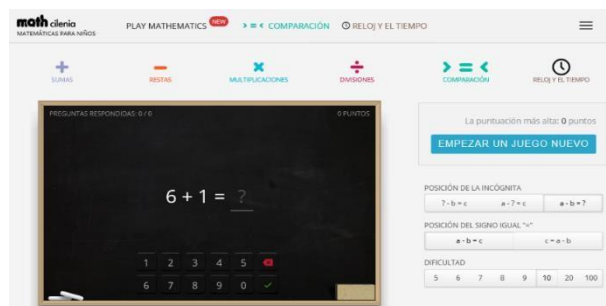 math cilenia
MATEMÁTICAS PARA NIÑOS
PLAY MATHEMATICS NEW
> = < COMPARACIÓN
RELOJ Y EL TIEMPO
+
SUMAS
−
RESTAS
×
MULTIPLICACIONES
÷
DIVISIONES
> = <
COMPARACIÓN
RELOJ Y EL TIEMPO
PREGUNTAS RESPONDIDAS: 0 / 0
0 PUNTOS
6 + 1 = ?
1 2 3 4 5
6 7 8 9 0
La puntuación más alta: 0 puntos
EMPEZAR UN JUEGO NUEVO
POSICIÓN DE LA INCÓGNITA
? - b = c a - ? = c a - b = ?
POSICIÓN DEL SIGNO IGUAL "="
a - b = c c = a - b
DIFICULTAD
5 6 7 8 9 10 20 100